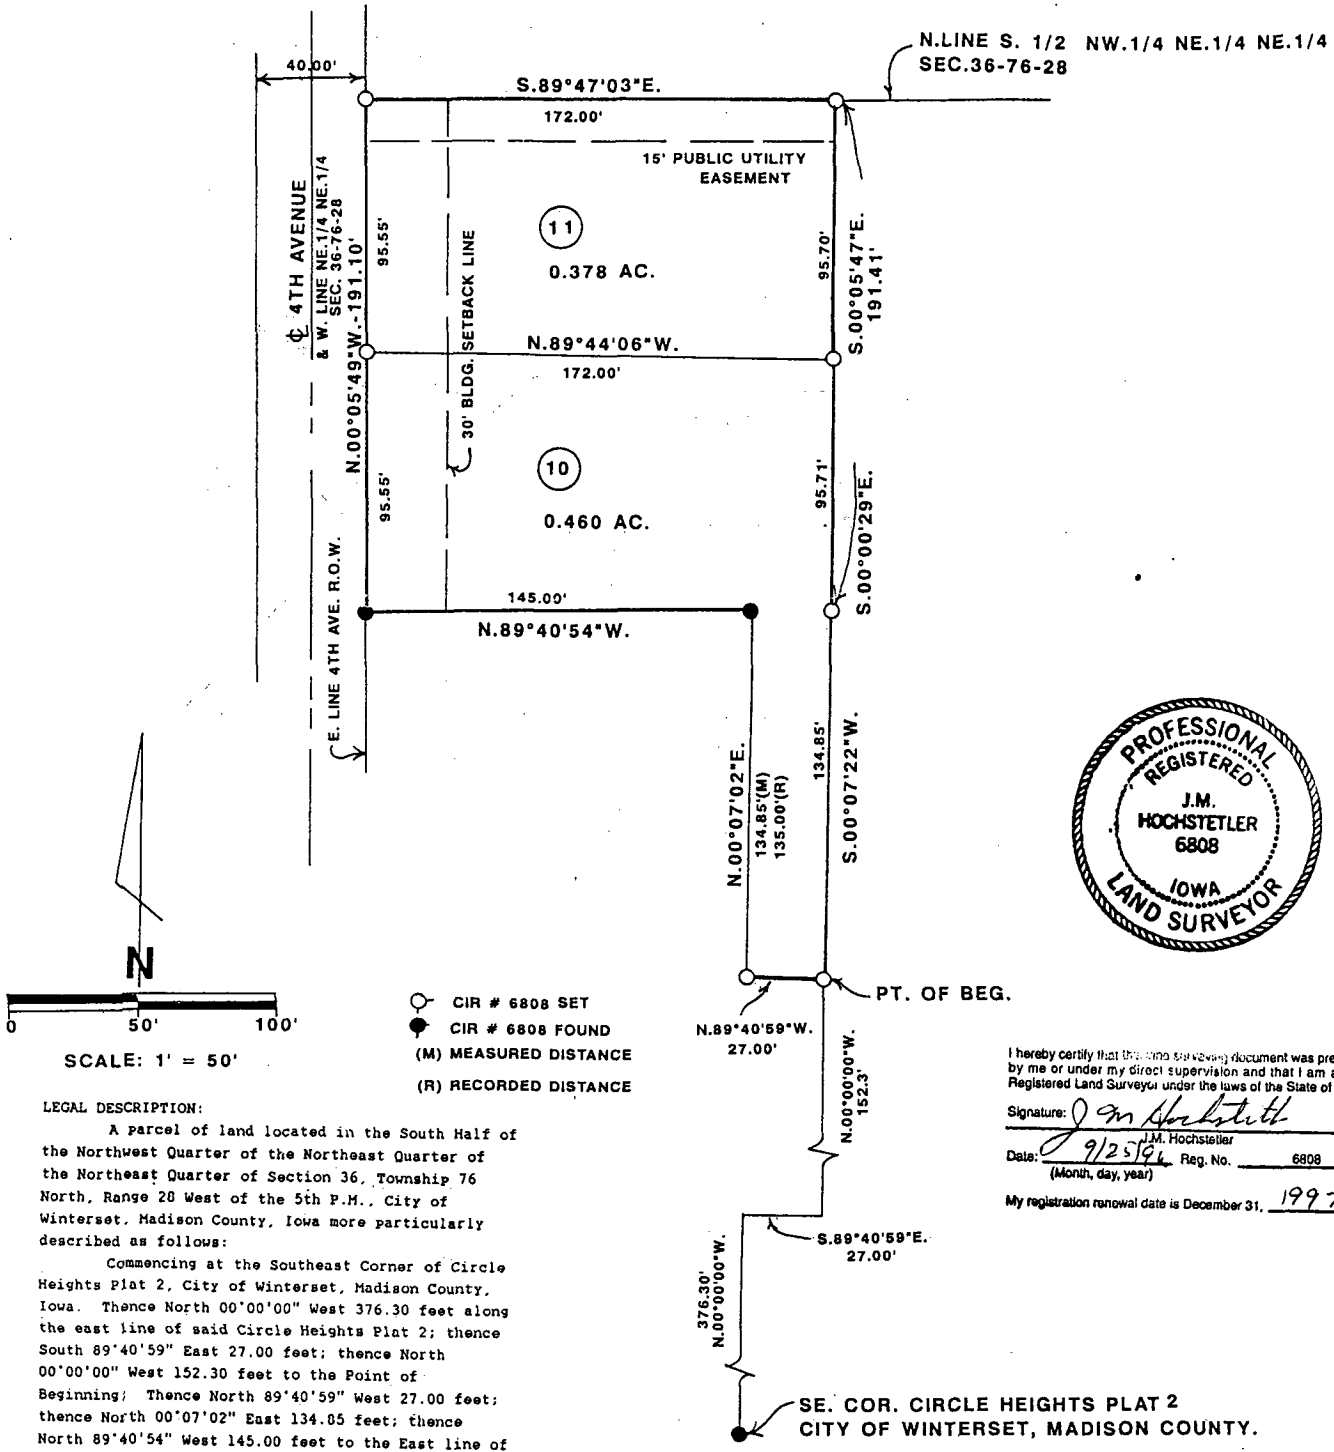 N.LINE S. 1/2 NW.1/4 NE.1/4 NE.1/4
SEC.36-76-28
40.00'
S.89°47'03"E.
172.00'
15' PUBLIC UTILITY
EASEMENT
℄ 4TH AVENUE
& W. LINE NE.1/4 NE.1/4
SEC. 36-76-28
N.00°05'49"W.-191.10'
95.55'
11
0.378 AC.
30' BLDG. SETBACK LINE
95.70'
S.00°05'47"E.
191.41'
N.89°44'06"W.
172.00'
10
0.460 AC.
95.55'
95.71'
S.00°00'29"E.
E. LINE 4TH AVE. R.O.W.
145.00'
N.89°40'54"W.
N.00°07'02"E.
134.85'(M)
135.00'(R)
134.85'
S.00°07'22"W.
PROFESSIONAL
REGISTERED
J.M.
HOCHSTETLER
6808
IOWA
LAND SURVEYOR
N
0 50' 100'
SCALE: 1' = 50'
CIR # 6808 SET
CIR # 6808 FOUND
(M) MEASURED DISTANCE
(R) RECORDED DISTANCE
PT. OF BEG.
N.89°40'59"W.
27.00'
N.00°00'00"W.
152.3'
S.89°40'59"E.
27.00'
376.30'
N.00°00'00"W.
SE. COR. CIRCLE HEIGHTS PLAT 2
CITY OF WINTERSET, MADISON COUNTY.
I hereby certify that this land surveying document was pre
by me or under my direct supervision and that I am a
Registered Land Surveyor under the laws of the State of
Signature: J M Hochstetler
J.M. Hochstetler
Date: 9/25/96 Reg. No. 6808
(Month, day, year)
My registration renewal date is December 31, 1997
LEGAL DESCRIPTION:
A parcel of land located in the South Half of
the Northwest Quarter of the Northeast Quarter of
the Northeast Quarter of Section 36, Township 76
North, Range 28 West of the 5th P.M., City of
Winterset, Madison County, Iowa more particularly
described as follows:
Commencing at the Southeast Corner of Circle
Heights Plat 2, City of Winterset, Madison County,
Iowa. Thence North 00°00'00" West 376.30 feet along
the east line of said Circle Heights Plat 2; thence
South 89°40'59" East 27.00 feet; thence North
00°00'00" West 152.30 feet to the Point of
Beginning; Thence North 89°40'59" West 27.00 feet;
thence North 00°07'02" East 134.85 feet; thence
North 89°40'54" West 145.00 feet to the East line of